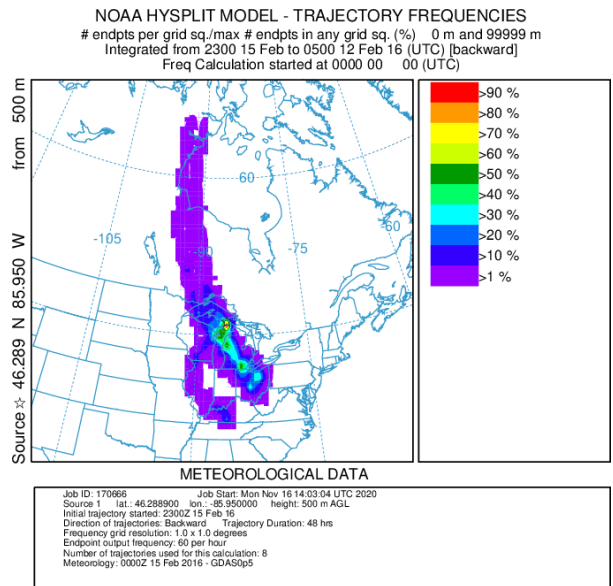 NOAA HYSPLIT MODEL - TRAJECTORY FREQUENCIES
# endpts per grid sq./max # endpts in any grid sq. (%)    0 m and 99999 m
Integrated from 2300 15 Feb to 0500 12 Feb 16 (UTC) [backward]
Freq Calculation started at 0000 00    00 (UTC)
Source ☆ 46.289 N 85.950 W    from    500 m
>90 %
>80 %
>70 %
>60 %
>50 %
>40 %
>30 %
>20 %
>10 %
>1 %
60
-60
-105
-90
-75
45
METEOROLOGICAL DATA
Job ID: 170666    Job Start: Mon Nov 16 14:03:04 UTC 2020
Source 1    lat.: 46.288900    lon.: -85.950000    height: 500 m AGL
Initial trajectory started: 2300Z 15 Feb 16
Direction of trajectories: Backward    Trajectory Duration: 48 hrs
Frequency grid resolution: 1.0 x 1.0 degrees
Endpoint output frequency: 60 per hour
Number of trajectories used for this calculation: 8
Meteorology: 0000Z 15 Feb 2016 - GDAS0p5